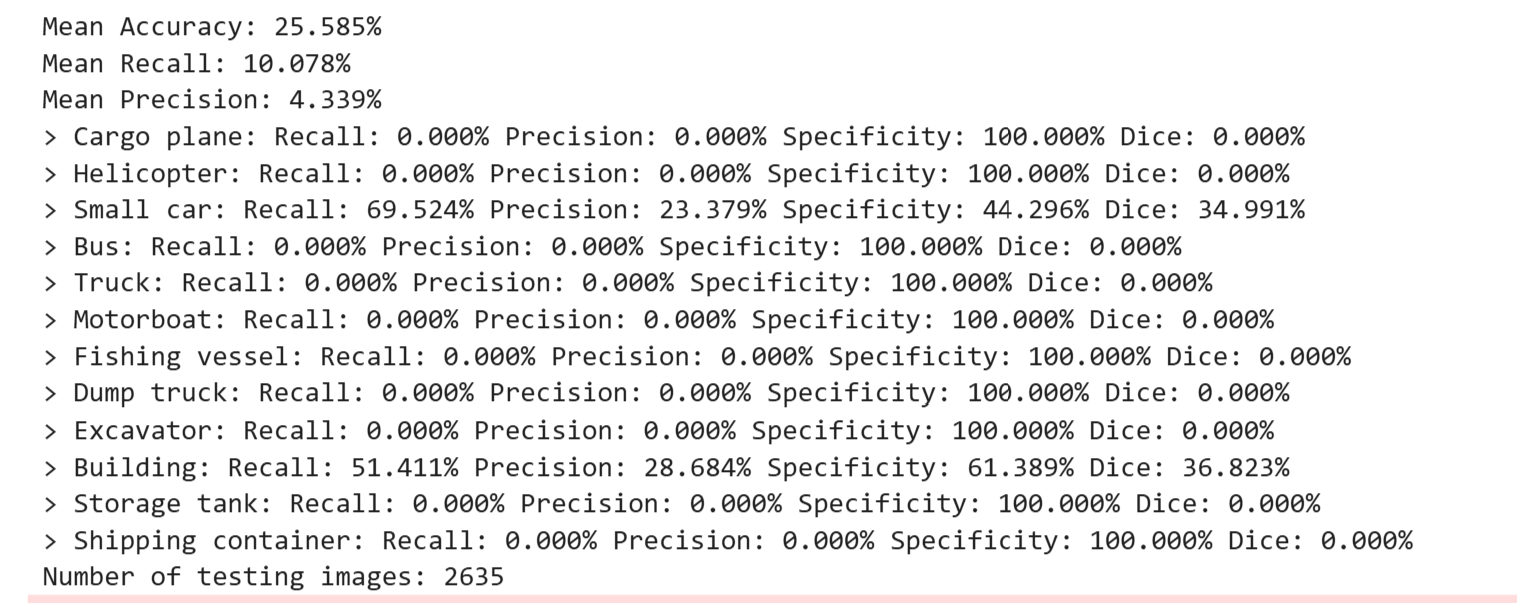 Mean Accuracy: 25.585%
Mean Recall: 10.078%
Mean Precision: 4.339%
> Cargo plane: Recall: 0.000% Precision: 0.000% Specificity: 100.000% Dice: 0.000%
> Helicopter: Recall: 0.000% Precision: 0.000% Specificity: 100.000% Dice: 0.000%
> Small car: Recall: 69.524% Precision: 23.379% Specificity: 44.296% Dice: 34.991%
> Bus: Recall: 0.000% Precision: 0.000% Specificity: 100.000% Dice: 0.000%
> Truck: Recall: 0.000% Precision: 0.000% Specificity: 100.000% Dice: 0.000%
> Motorboat: Recall: 0.000% Precision: 0.000% Specificity: 100.000% Dice: 0.000%
> Fishing vessel: Recall: 0.000% Precision: 0.000% Specificity: 100.000% Dice: 0.000%
> Dump truck: Recall: 0.000% Precision: 0.000% Specificity: 100.000% Dice: 0.000%
> Excavator: Recall: 0.000% Precision: 0.000% Specificity: 100.000% Dice: 0.000%
> Building: Recall: 51.411% Precision: 28.684% Specificity: 61.389% Dice: 36.823%
> Storage tank: Recall: 0.000% Precision: 0.000% Specificity: 100.000% Dice: 0.000%
> Shipping container: Recall: 0.000% Precision: 0.000% Specificity: 100.000% Dice: 0.000%
Number of testing images: 2635